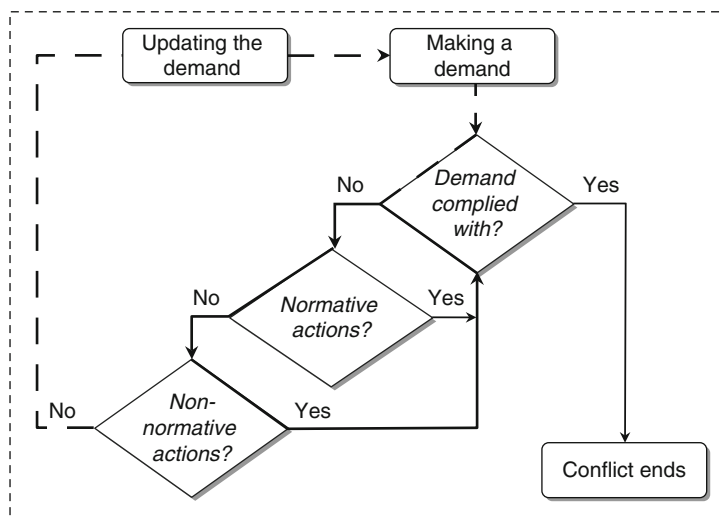 Updating the
demand
Making a
demand
No
Demand
complied
with?
Yes
No
Normative
actions?
Yes
No
Non-
normative
actions?
Yes
Conflict ends